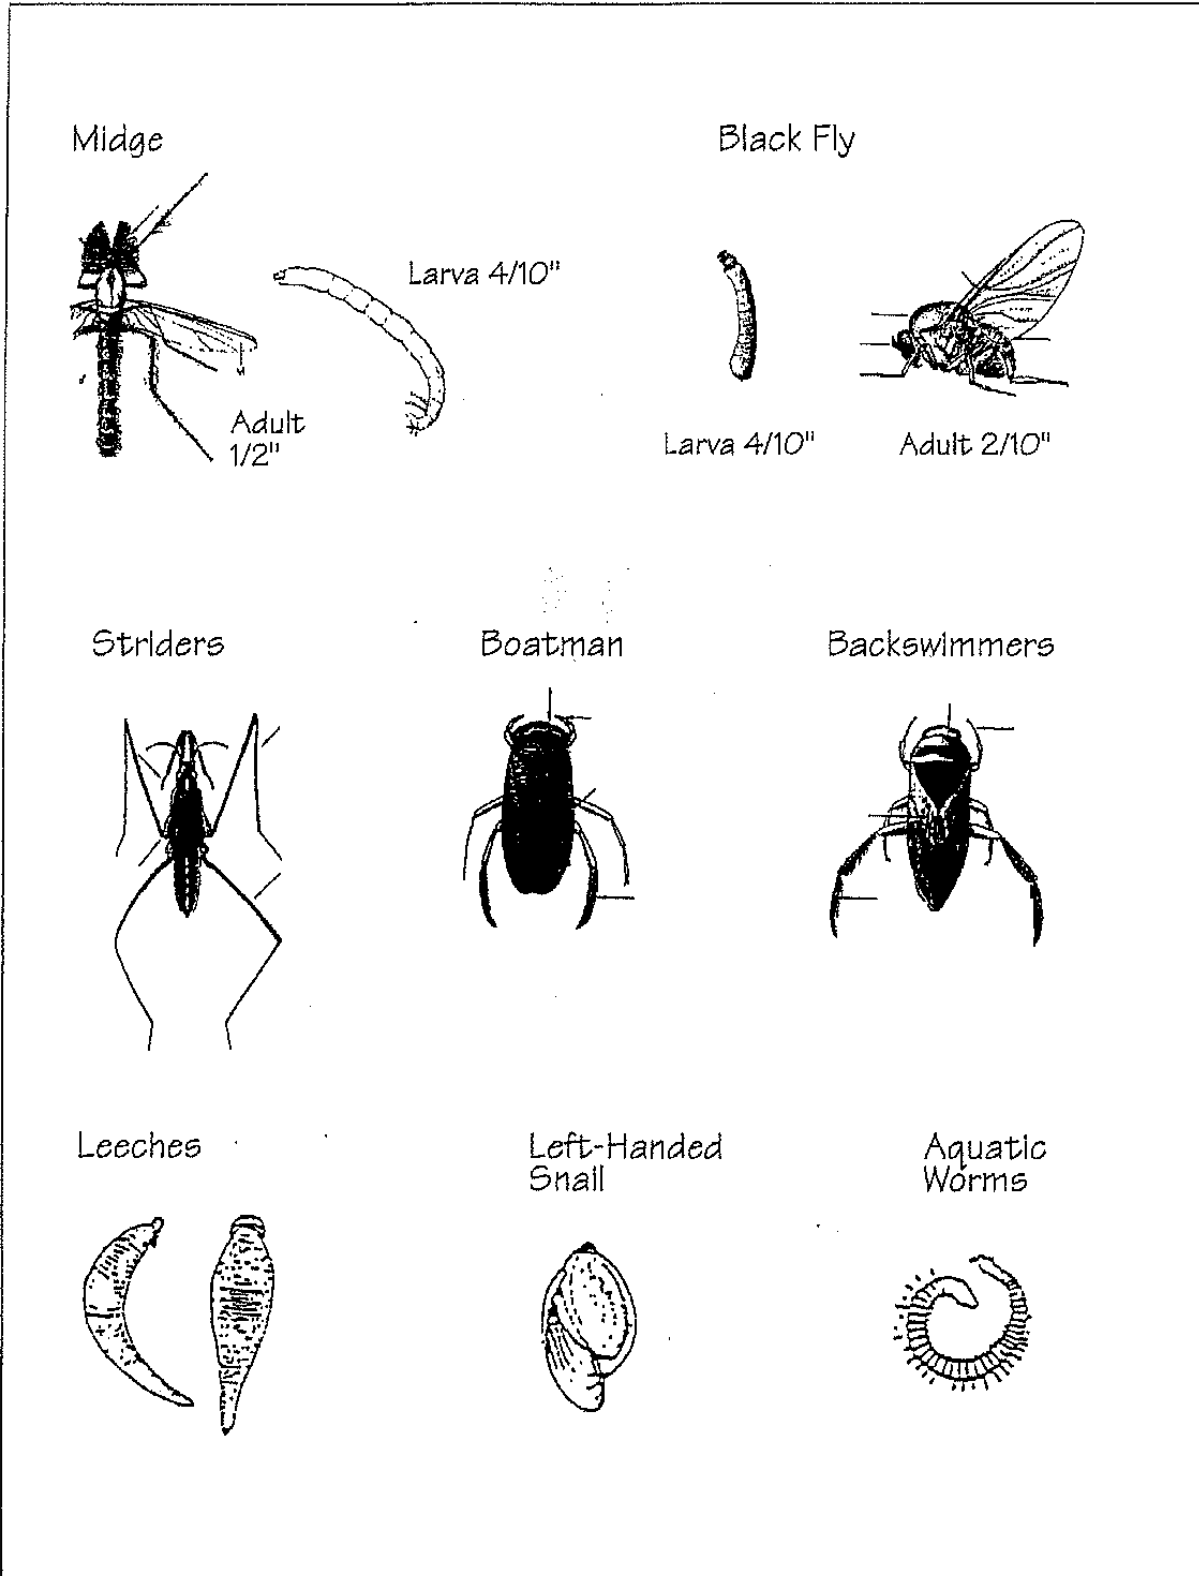 Midge
Black Fly
Larva 4/10"
Adult
1/2"
Larva 4/10"
Adult 2/10"
Striders
Boatman
Backswimmers
Leeches
Left-Handed
Snail
Aquatic
Worms